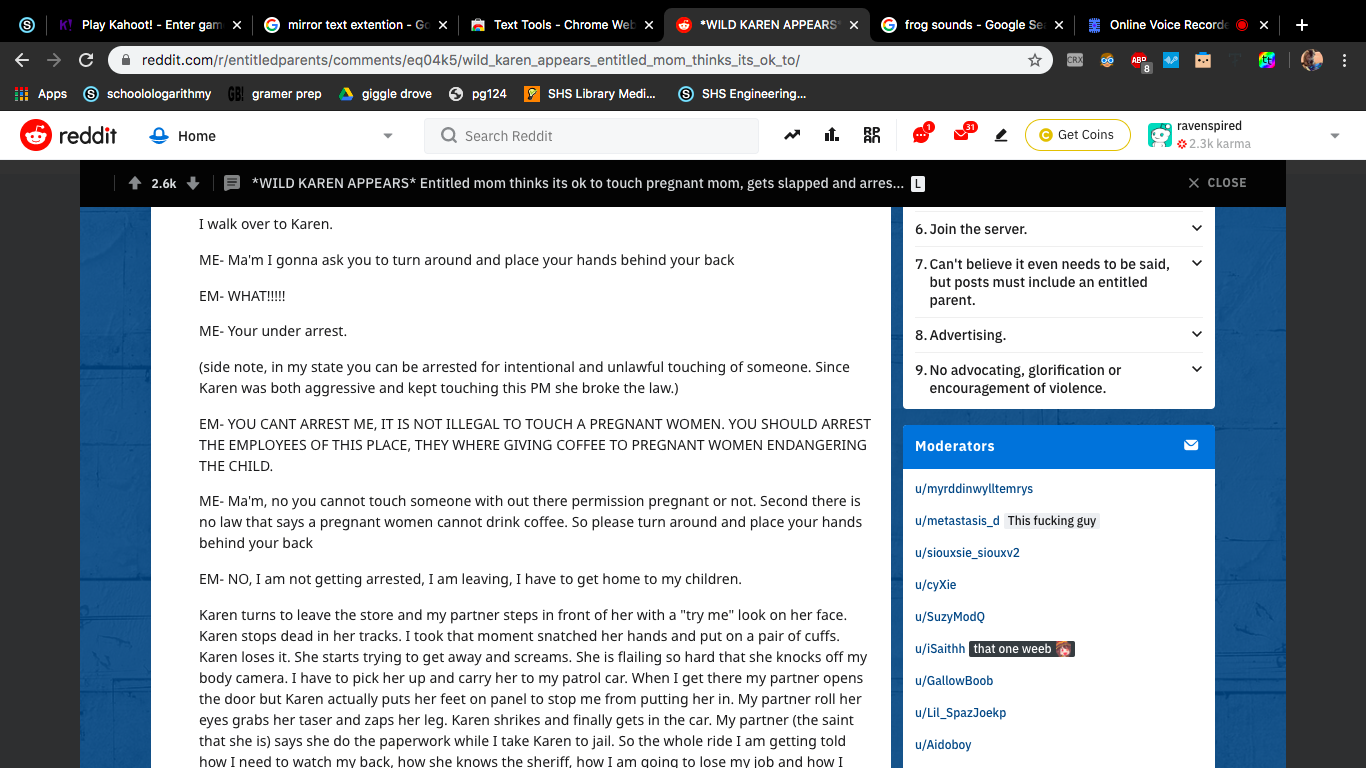 Play Kahoot! - Enter gam
mirror text extention - Go
Text Tools - Chrome Web
*WILD KAREN APPEARS*
frog sounds - Google Sea
Online Voice Recorde
reddit.com/r/entitledparents/comments/eq04k5/wild_karen_appears_entitled_mom_thinks_its_ok_to/
CRX
ABP
8
Apps
schoolologarithmy
GB!
gramer prep
giggle drove
pg124
SHS Library Medi...
SHS Engineering...
reddit
Home
Search Reddit
1
31
Get Coins
ravenspired
2.3k karma
2.6k
*WILD KAREN APPEARS* Entitled mom thinks its ok to touch pregnant mom, gets slapped and arres...
L
CLOSE
I walk over to Karen.
ME- Ma'm I gonna ask you to turn around and place your hands behind your back
EM- WHAT!!!!!
ME- Your under arrest.
(side note, in my state you can be arrested for intentional and unlawful touching of someone. Since
Karen was both aggressive and kept touching this PM she broke the law.)
EM- YOU CANT ARREST ME, IT IS NOT ILLEGAL TO TOUCH A PREGNANT WOMEN. YOU SHOULD ARREST
THE EMPLOYEES OF THIS PLACE, THEY WHERE GIVING COFFEE TO PREGNANT WOMEN ENDANGERING
THE CHILD.
ME- Ma'm, no you cannot touch someone with out there permission pregnant or not. Second there is
no law that says a pregnant women cannot drink coffee. So please turn around and place your hands
behind your back
EM- NO, I am not getting arrested, I am leaving, I have to get home to my children.
Karen turns to leave the store and my partner steps in front of her with a "try me" look on her face.
Karen stops dead in her tracks. I took that moment snatched her hands and put on a pair of cuffs.
Karen loses it. She starts trying to get away and screams. She is flailing so hard that she knocks off my
body camera. I have to pick her up and carry her to my patrol car. When I get there my partner opens
the door but Karen actually puts her feet on panel to stop me from putting her in. My partner roll her
eyes grabs her taser and zaps her leg. Karen shrikes and finally gets in the car. My partner (the saint
that she is) says she do the paperwork while I take Karen to jail. So the whole ride I am getting told
how I need to watch my back, how she knows the sheriff, how I am going to lose my job and how I
6. Join the server.
7. Can't believe it even needs to be said,
but posts must include an entitled
parent.
8. Advertising.
9. No advocating, glorification or
encouragement of violence.
Moderators
u/myrddinwylltemrys
u/metastasis_d This fucking guy
u/siouxsie_siouxv2
u/cyXie
u/SuzyModQ
u/iSaithh that one weeb
u/GallowBoob
u/Lil_SpazJoekp
u/Aidoboy